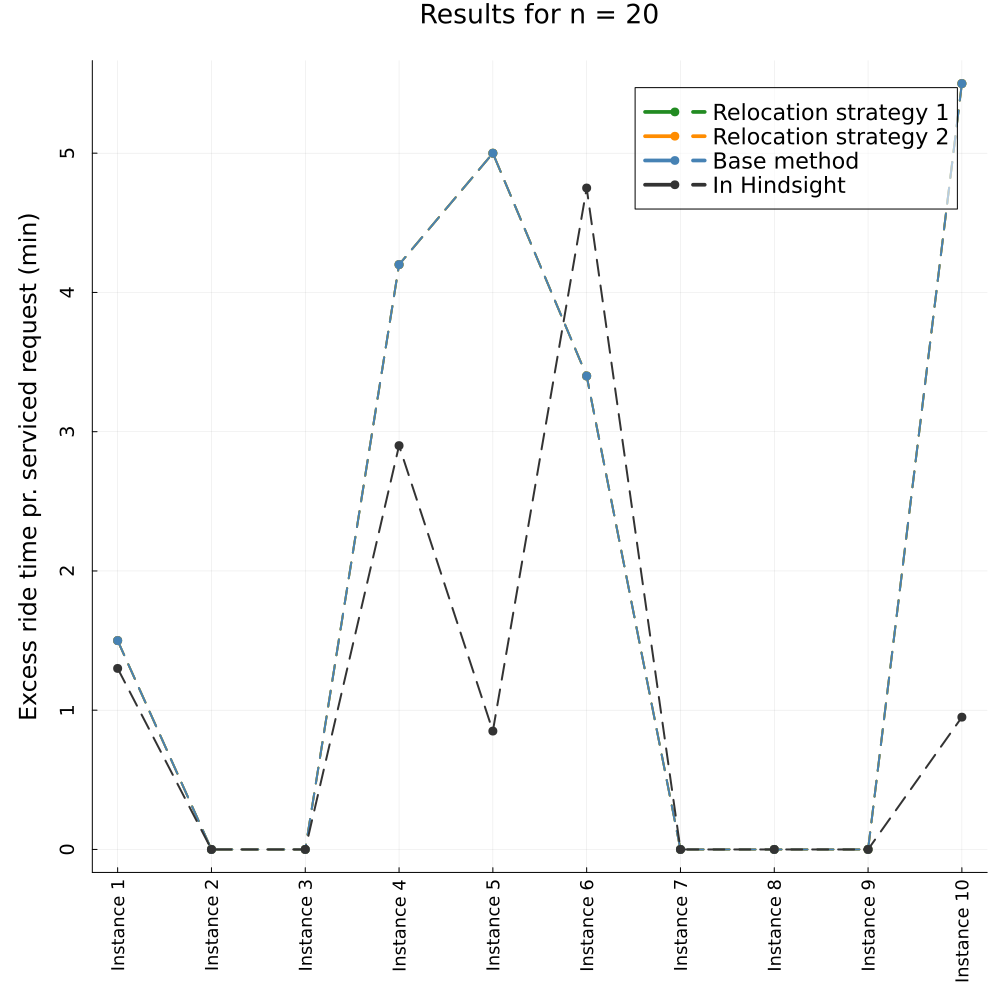 Results for n = 20
Relocation strategy 1
Relocation strategy 2
Base method
In Hindsight
Excess ride time pr. serviced request (min)
5
4
3
2
1
0
Instance 1
Instance 2
Instance 3
Instance 4
Instance 5
Instance 6
Instance 7
Instance 8
Instance 9
Instance 10